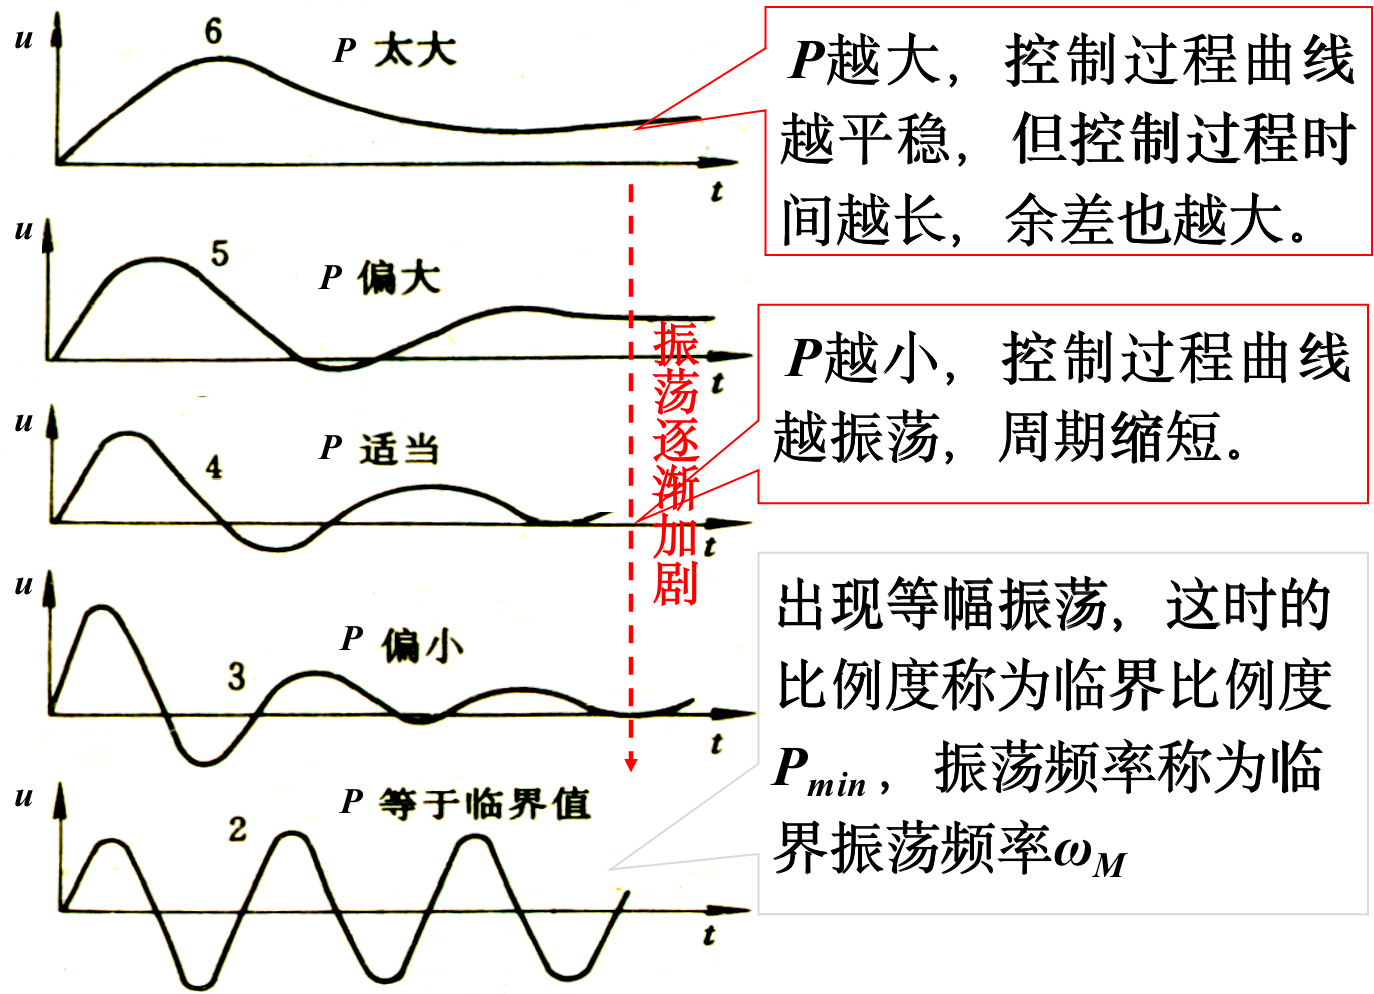 u
6
P 太大
t
P越大，控制过程曲线
越平稳，但控制过程时
间越长，余差也越大。
u
5
P 偏大
t
振荡逐渐加剧
P越小，控制过程曲线
越振荡，周期缩短。
u
4
P 适当
t
u
3
P 偏小
t
出现等幅振荡，这时的
比例度称为临界比例度
Pmin，振荡频率称为临
界振荡频率ωM
u
2
P 等于临界值
t